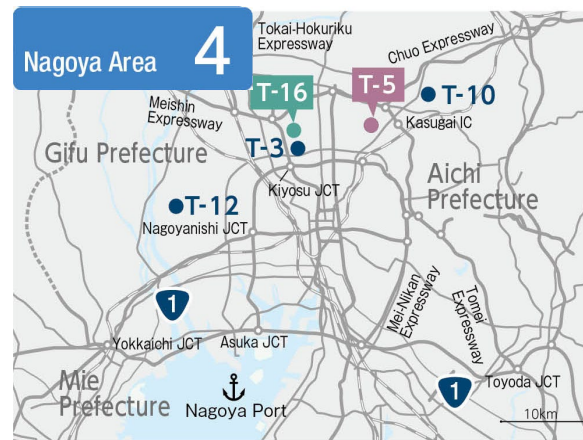 Nagoya Area 4
Tokai-Hokuriku
Expressway
Chuo Expressway
T-16
T-5
T-10
Meishin
Expressway
Kasugai IC
T-3
Gifu Prefecture
Kiyosu JCT
Aichi
Prefecture
T-12
Nagoyanishi JCT
1
Mei-Nikan
Expressway
Tomei
Expressway
Yokkaichi JCT
Asuka JCT
Mie
Prefecture
Nagoya Port
1
Toyoda JCT
10km